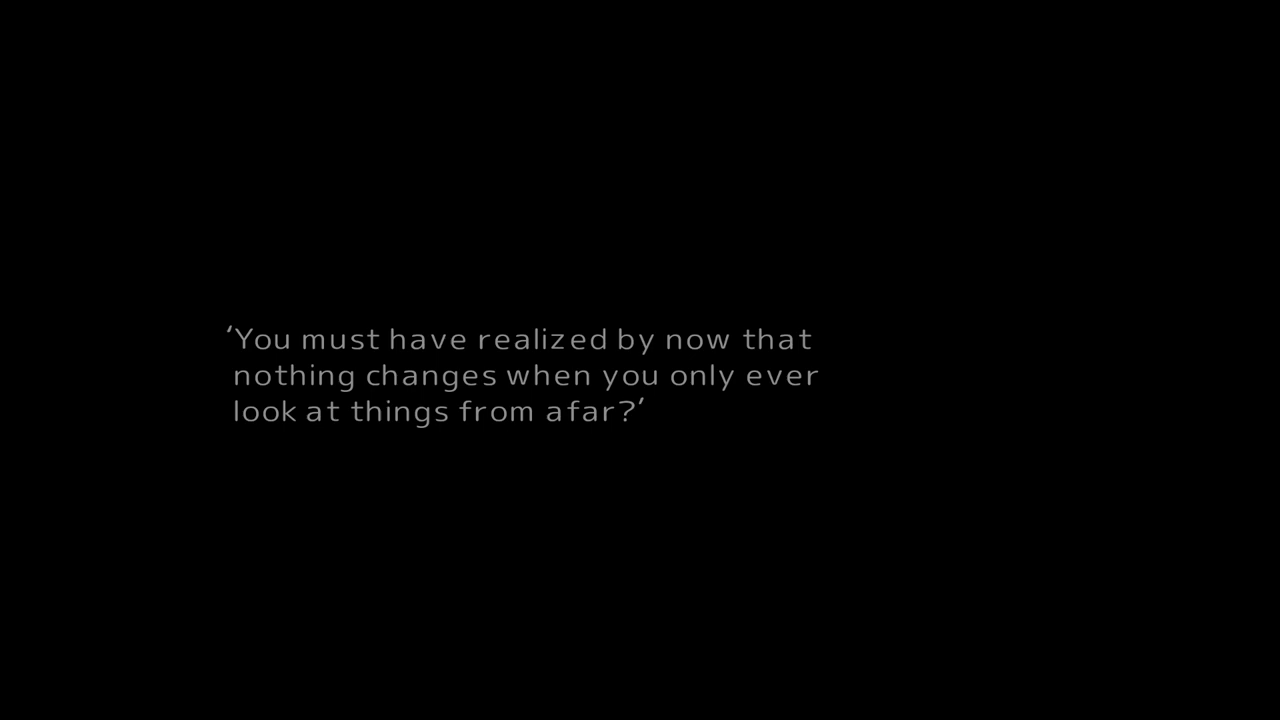 ‘You must have realized by now that
nothing changes when you only ever
look at things from afar?’